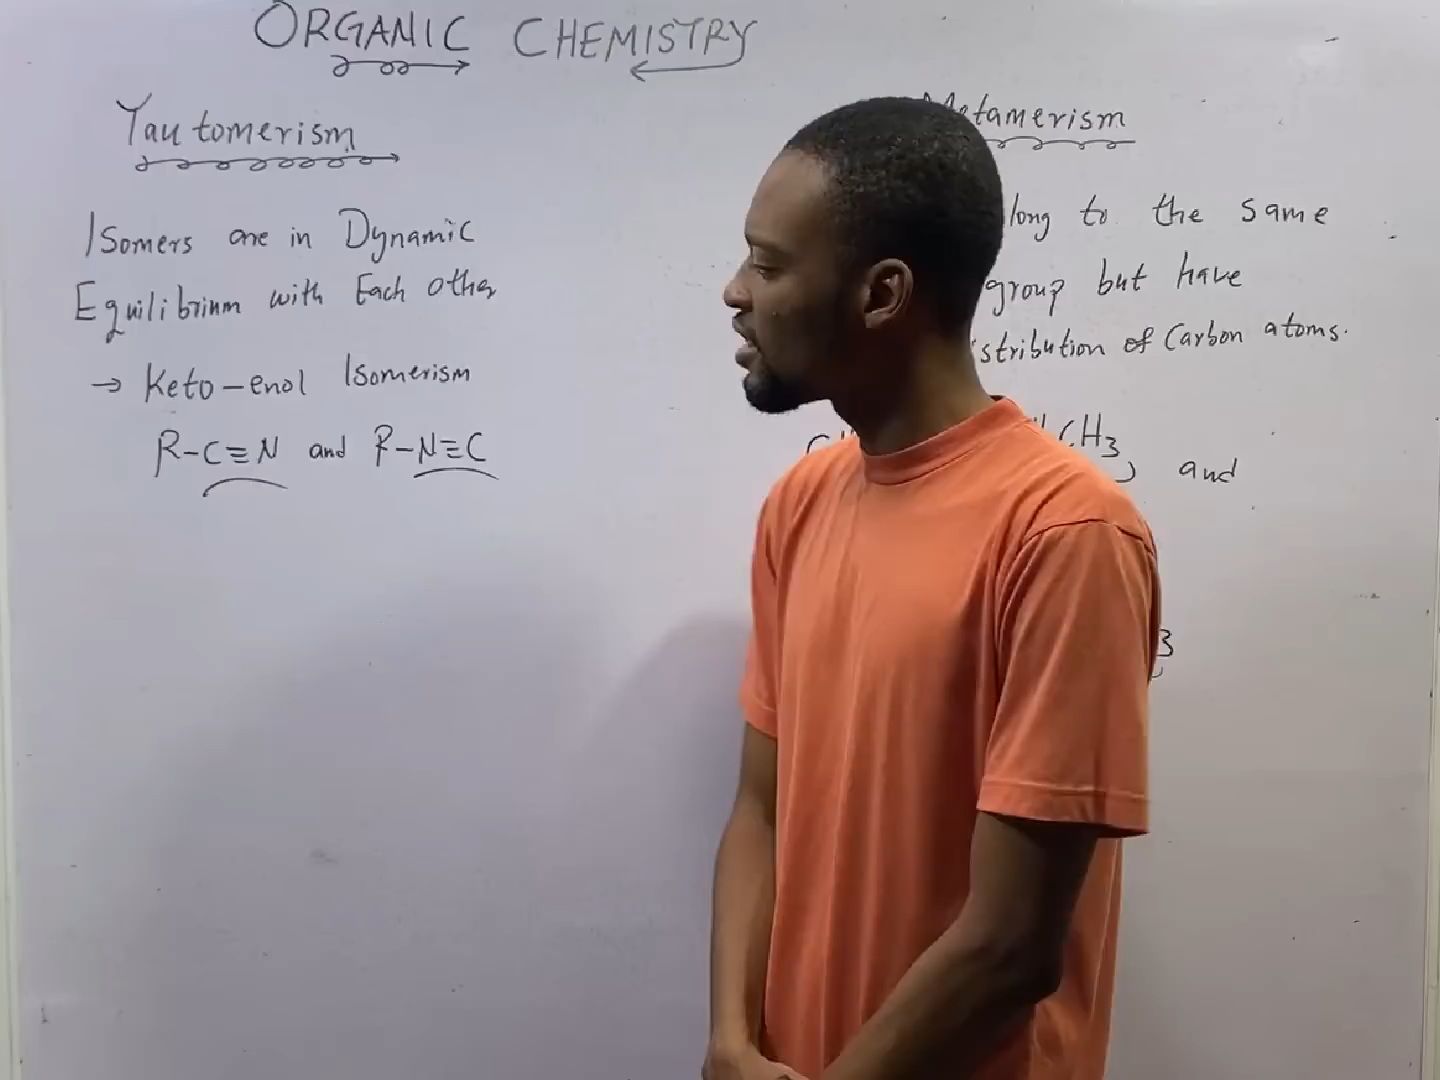 ORGANIC CHEMISTRY
Tautomerism
Isomers are in Dynamic
Equilibrium with Each other
→ Keto-enol Isomerism
R-C≡N and R-N≡C
Metamerism
long to the same
group but have
stribution of Carbon atoms.
CH3, and
3